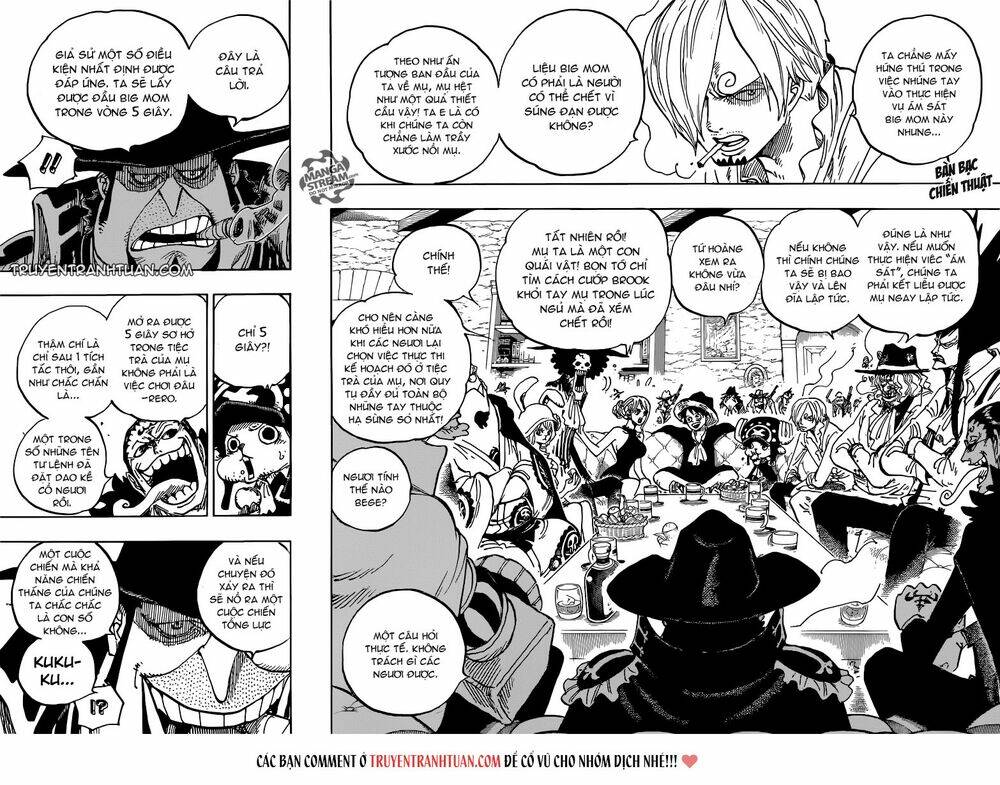 TA CHẲNG MẤY
HỨNG THÚ TRONG
VIỆC NHÚNG TAY
VÀO THỰC HIỆN
VỤ ÁM SÁT
BIG MOM NÀY
NHƯNG...
LIỆU BIG MOM
CÓ PHẢI LÀ NGƯỜI
CÓ THỂ CHẾT VÌ
SÚNG ĐẠN ĐƯỢC
KHÔNG?
THEO NHƯ ẤN
TƯỢNG BAN ĐẦU CỦA
TA VỀ MỤ, MỤ HỆT
NHƯ MỘT QUẢ THIẾT
CẦU VẬY! TA E LÀ CÓ
KHI CHÚNG TA CÒN
CHẲNG LÀM TRẦY
XƯỚC NỔI MỤ.
BÀN BẠC
CHIẾN THUẬT—
MANGA
STREAM.com
DO NOT
ĐÚNG LÀ NHƯ
VẬY. NẾU MUỐN
THỰC HIỆN VIỆC "ÁM
SÁT", CHÚNG TA
PHẢI KẾT LIỄU ĐƯỢC
MỤ NGAY LẬP TỨC.
NẾU KHÔNG
THÌ CHÍNH CHÚNG
TA SẼ BỊ BAO
VÂY VÀ LÊN
DĨA LẬP TỨC.
TỨ HOÀNG
XEM RA
KHÔNG VỪA
ĐÂU NHỈ?
TẤT NHIÊN RỒI!
MỤ TA LÀ MỘT CON
QUÁI VẬT! BỌN TỚ CHỈ
TÌM CÁCH CƯỚP BROOK
KHỎI TAY MỤ TRONG LÚC
NGỦ MÀ ĐÃ XÉM
CHẾT RỒI!
CHÍNH
THẾ!
CHO NÊN CÀNG
KHÓ HIỂU HƠN NỮA
KHI CÁC NGƯƠI LẠI
CHỌN VIỆC THỰC THI
KẾ HOẠCH ĐÓ Ở TIỆC
TRÀ CỦA MỤ, NƠI QUY
TỤ ĐẦY ĐỦ TOÀN BỘ
NHỮNG TAY THUỘC
HẠ SỪNG SỎ NHẤT!
NGƯƠI TÍNH
THẾ NÀO
BEGE?
MỘT CÂU HỎI
THỰC TẾ. KHÔNG
TRÁCH GÌ CÁC
NGƯƠI ĐƯỢC.
ĐÂY LÀ
CÂU TRẢ
LỜI.
GIẢ SỬ MỘT SỐ ĐIỀU
KIỆN NHẤT ĐỊNH ĐƯỢC
ĐÁP ỨNG. TA SẼ LẤY
ĐƯỢC ĐẦU BIG MOM
TRONG VÒNG 5 GIÂY.
!!
TRUYENTRANHTUAN.COM
CHỈ 5
GIÂY?!
MỞ RA ĐƯỢC
5 GIÂY SƠ HỞ
TRONG TIỆC
TRÀ CỦA MỤ
KHÔNG PHẢI LÀ
VIỆC CHƠI ĐÂU
-RERO.
THẬM CHÍ LÀ
CHỈ SAU 1 TÍCH
TẮC THÔI, GẦN
NHƯ CHẮC CHẮN
LÀ...
MỘT TRONG
SỐ NHỮNG TÊN
TƯ LỆNH ĐÃ
ĐẶT DAO KỀ
CỔ NGƯƠI
RỒI.
VÀ NẾU
CHUYỆN ĐÓ
XẢY RA THÌ
SẼ NỔ RA MỘT
CUỘC CHIẾN
TỔNG LỰC
MỘT CUỘC
CHIẾN MÀ KHẢ
NĂNG CHIẾN
THẮNG CỦA CHÚNG
TA CHẮC CHẮC
LÀ CON SỐ
KHÔNG...
KUKU-
KU...
!?
CÁC BẠN COMMENT Ở TRUYENTRANHTUAN.COM ĐỂ CỔ VŨ CHO NHÓM DỊCH NHÉ!!! ❤